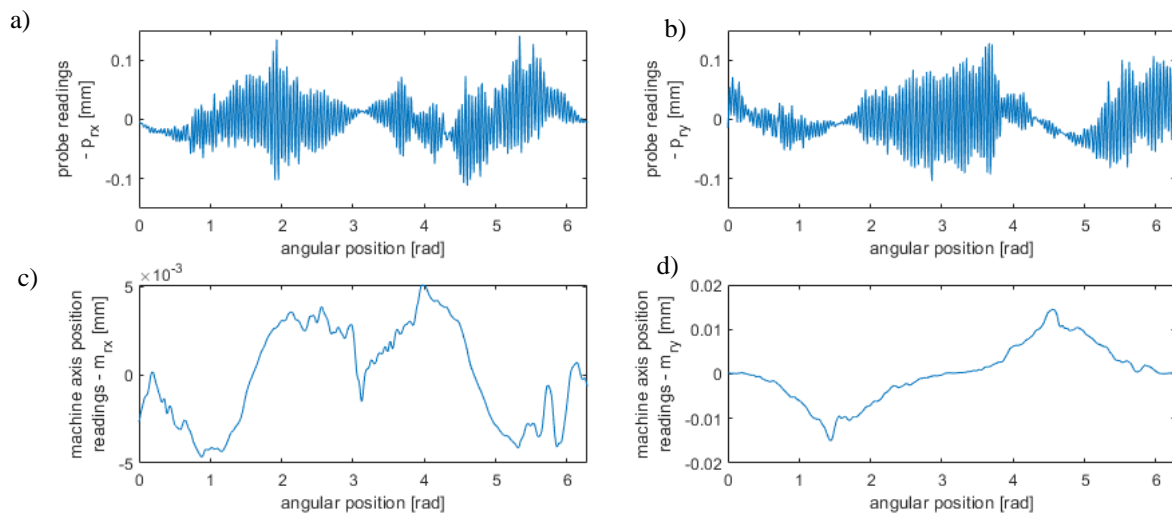 a)
probe readings
- p_rx [mm]
0.1
0
-0.1
0 1 2 3 4 5 6
angular position [rad]
b)
probe readings
- p_ry [mm]
0.1
0
-0.1
0 1 2 3 4 5 6
angular position [rad]
c)
machine axis position
readings - m_rx [mm]
×10^-3
5
0
-5
0 1 2 3 4 5 6
angular position [rad]
d)
machine axis position
readings - m_ry [mm]
0.02
0.01
0
-0.01
-0.02
0 1 2 3 4 5 6
angular position [rad]